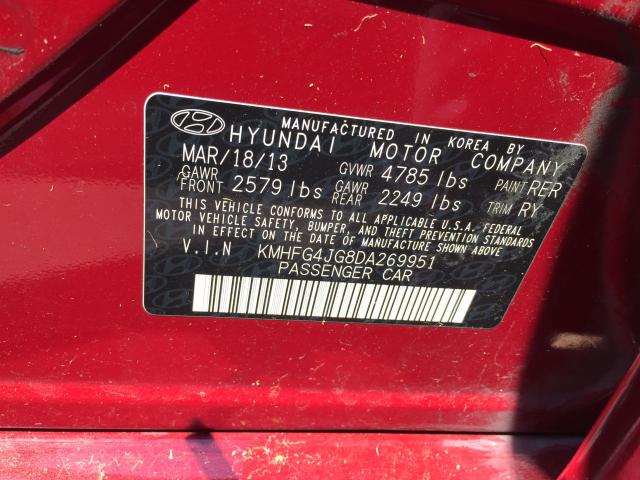 MANUFACTURED IN KOREA BY
HYUNDAI MOTOR COMPANY
MAR/18/13 GVWR 4785 lbs PAINT RER
GAWR FRONT 2579 lbs GAWR REAR 2249 lbs TRIM RY
THIS VEHICLE CONFORMS TO ALL APPLICABLE U.S.A. FEDERAL
MOTOR VEHICLE SAFETY, BUMPER, AND THEFT PREVENTION STANDARDS
IN EFFECT ON THE DATE OF MANUFACTURE SHOWN ABOVE
V.I.N KMHFG4JG8DA269951
PASSENGER CAR